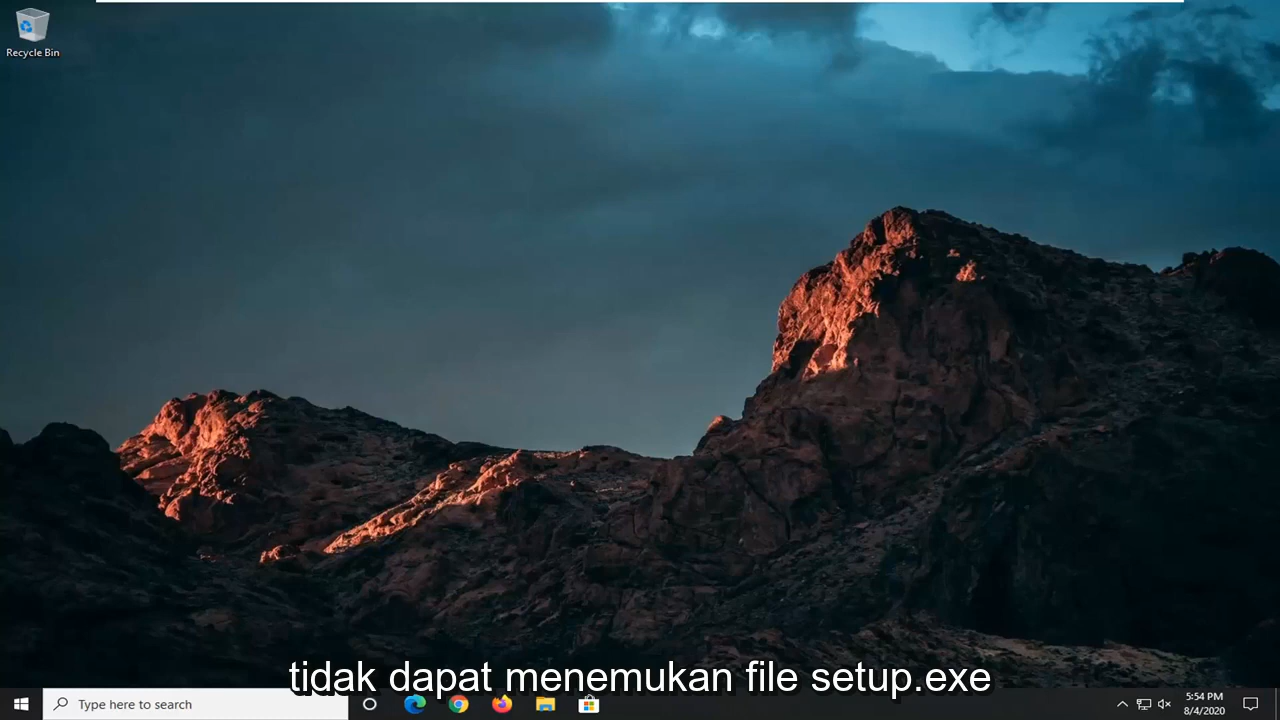 Recycle Bin
tidak dapat menemukan file setup.exe
Type here to search
5:54 PM
8/4/2020